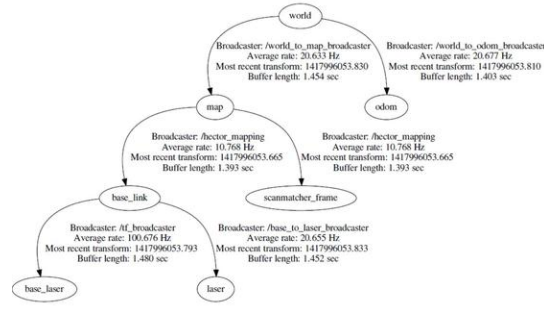 world
Broadcaster: /world_to_map_broadcaster
Average rate: 20.633 Hz
Most recent transform: 1417996053.830
Buffer length: 1.454 sec
Broadcaster: /world_to_odom_broadcaster
Average rate: 20.677 Hz
Most recent transform: 1417996053.810
Buffer length: 1.403 sec
map
odom
Broadcaster: /hector_mapping
Average rate: 10.768 Hz
Most recent transform: 1417996053.665
Buffer length: 1.393 sec
Broadcaster: /hector_mapping
Average rate: 10.768 Hz
Most recent transform: 1417996053.665
Buffer length: 1.393 sec
base_link
scanmatcher_frame
Broadcaster: /tf_broadcaster
Average rate: 100.676 Hz
Most recent transform: 1417996053.793
Buffer length: 1.480 sec
Broadcaster: /base_to_laser_broadcaster
Average rate: 20.655 Hz
Most recent transform: 1417996053.833
Buffer length: 1.452 sec
base_laser
laser